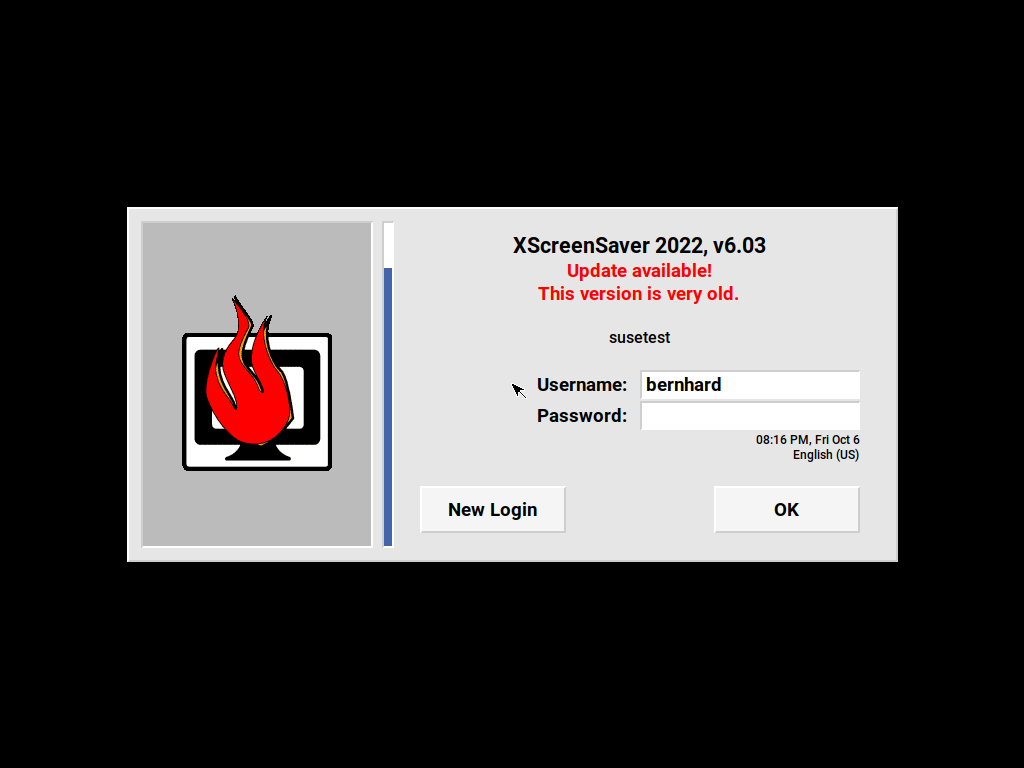 XScreenSaver 2022, v6.03
Update available!
This version is very old.
susetest
Username: bernhard
Password:
08:16 PM, Fri Oct 6
English (US)
New Login OK